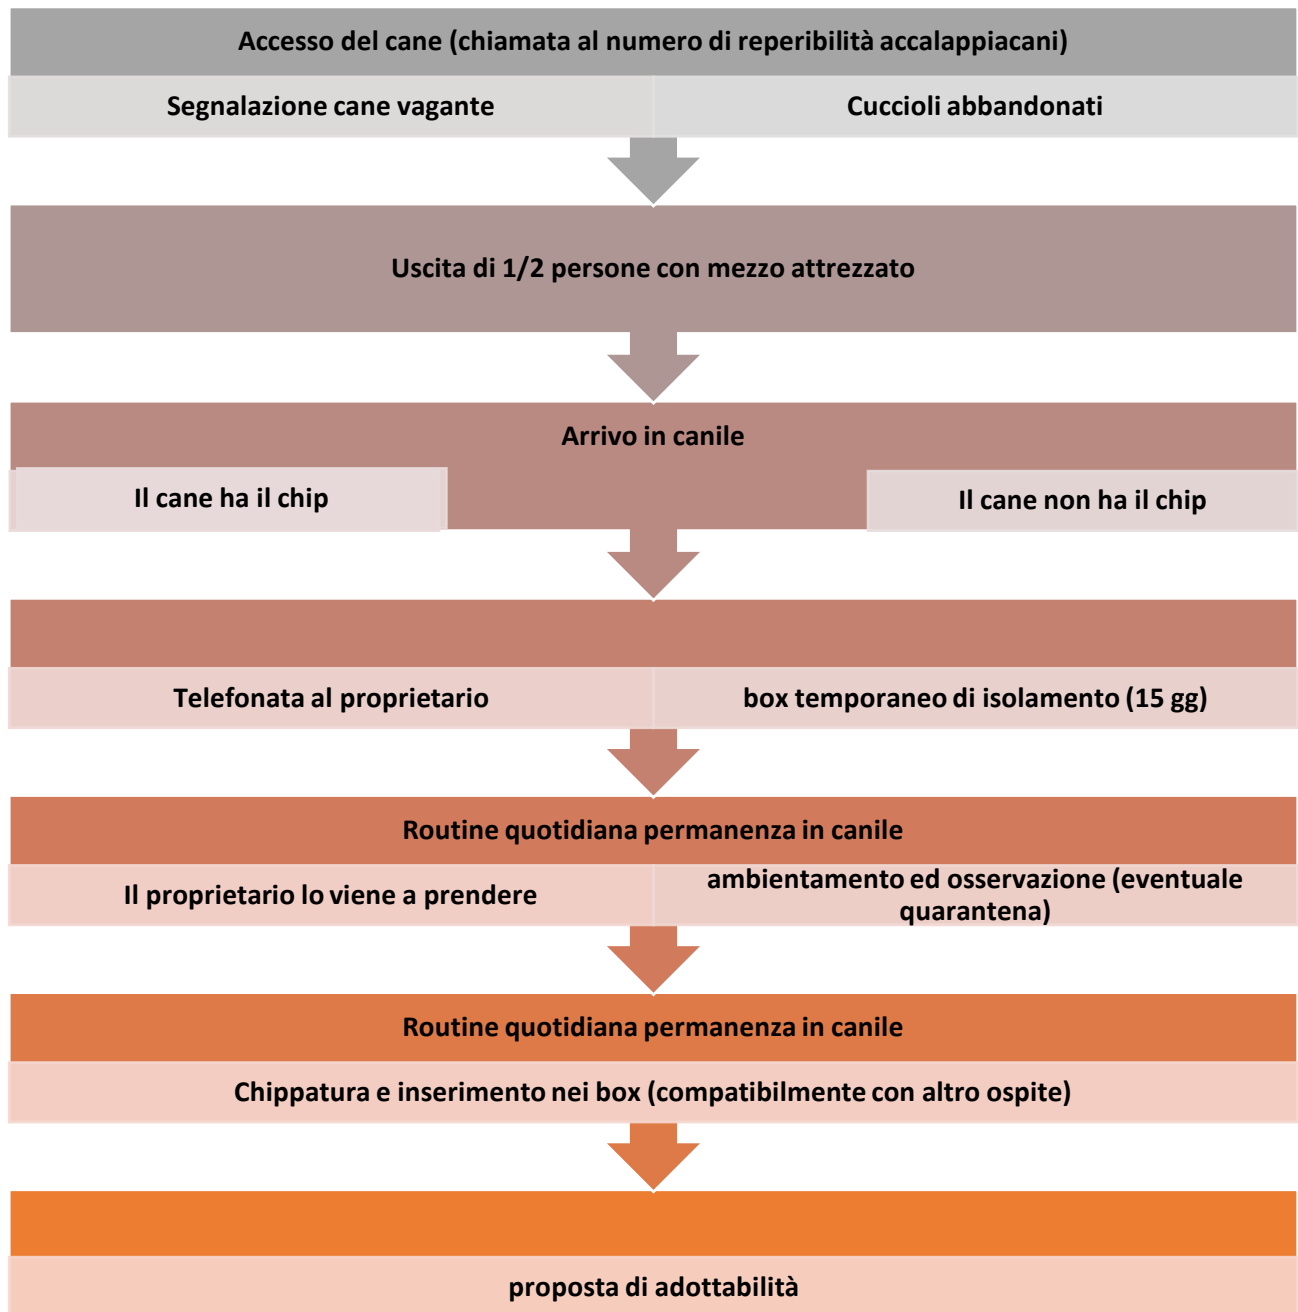 Accesso del cane (chiamata al numero di reperibilità accalappiacani)
Segnalazione cane vagante
Cuccioli abbandonati
Uscita di 1/2 persone con mezzo attrezzato
Arrivo in canile
Il cane ha il chip
Il cane non ha il chip
Telefonata al proprietario
box temporaneo di isolamento (15 gg)
Routine quotidiana permanenza in canile
Il proprietario lo viene a prendere
ambientamento ed osservazione (eventuale
quarantena)
Routine quotidiana permanenza in canile
Chippatura e inserimento nei box (compatibilmente con altro ospite)
proposta di adottabilità